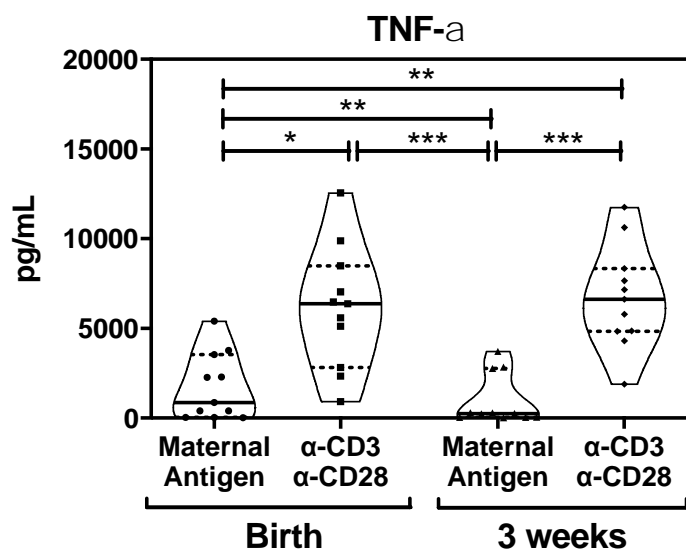 TNF-a
20000
15000
10000
5000
0
pg/mL
**
**
* *** ***
Maternal Antigen
α-CD3 α-CD28
Maternal Antigen
α-CD3 α-CD28
Birth
3 weeks